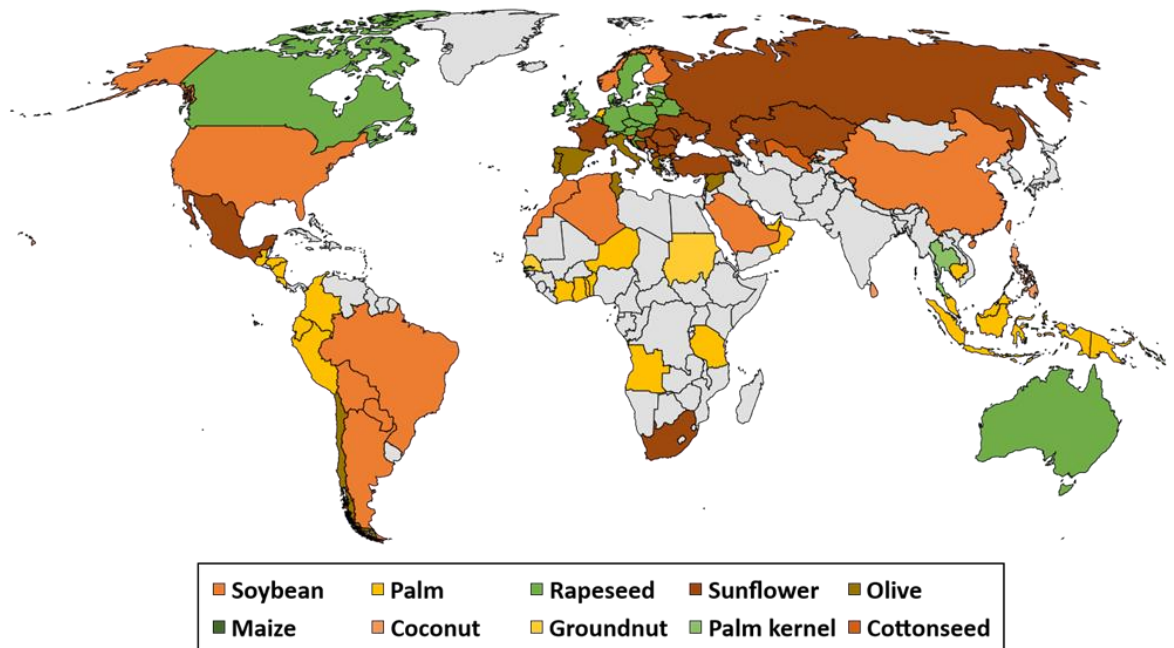 Soybean Palm Rapeseed Sunflower Olive
Maize Coconut Groundnut Palm kernel Cottonseed